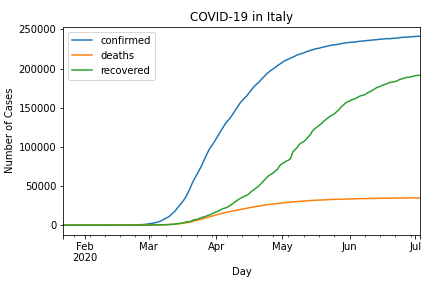 COVID-19 in Italy
confirmed
deaths
recovered
Number of Cases
250000
200000
150000
100000
50000
0
Feb
2020
Mar
Apr
May
Jun
Jul
Day